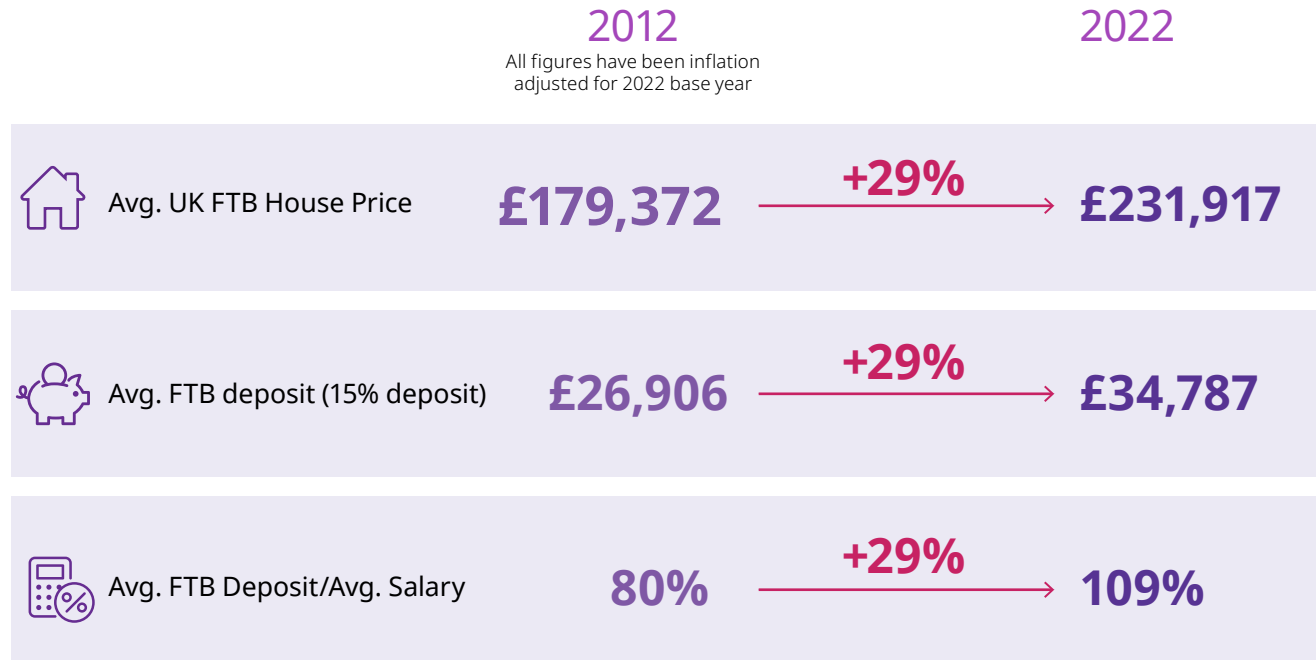 2012
2022
All figures have been inflation
adjusted for 2022 base year
Avg. UK FTB House Price
£179,372
+29%
£231,917
Avg. FTB deposit (15% deposit)
£26,906
+29%
£34,787
Avg. FTB Deposit/Avg. Salary
80%
+29%
109%
%